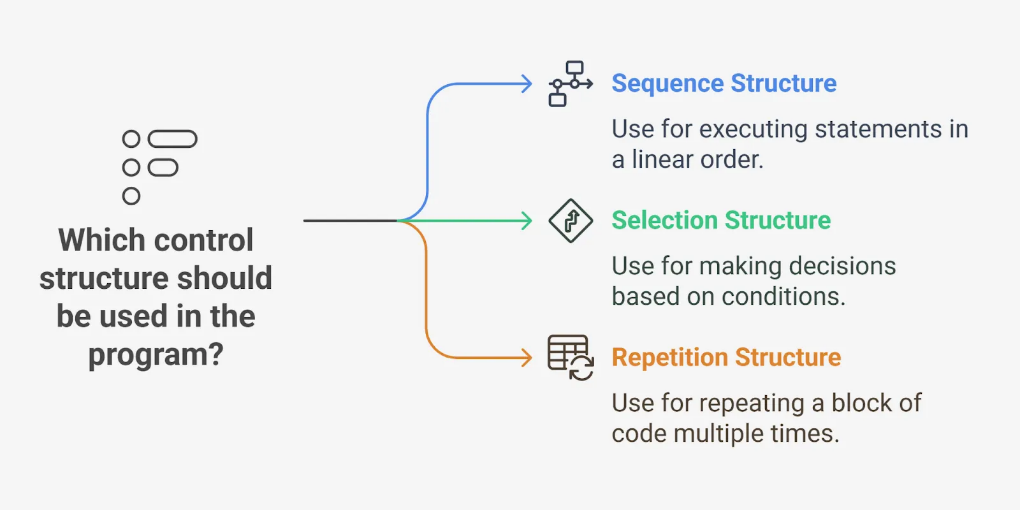 Which control
structure should
be used in the
program?
Sequence Structure
Use for executing statements in
a linear order.
Selection Structure
Use for making decisions
based on conditions.
Repetition Structure
Use for repeating a block of
code multiple times.